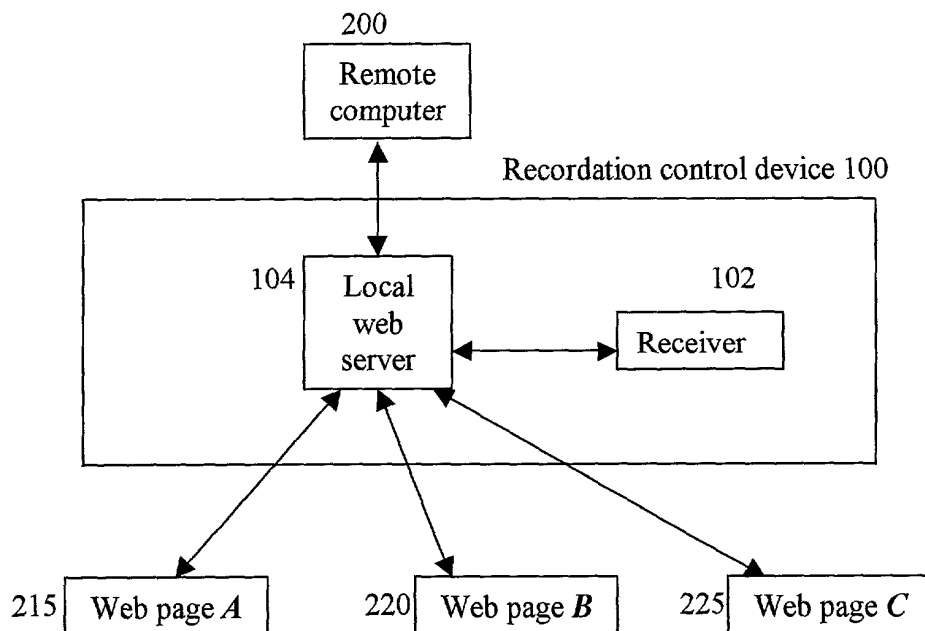 200
Remote
computer
Recordation control device 100
104
Local
web
server
102
Receiver
215
Web page A
220
Web page B
225
Web page C